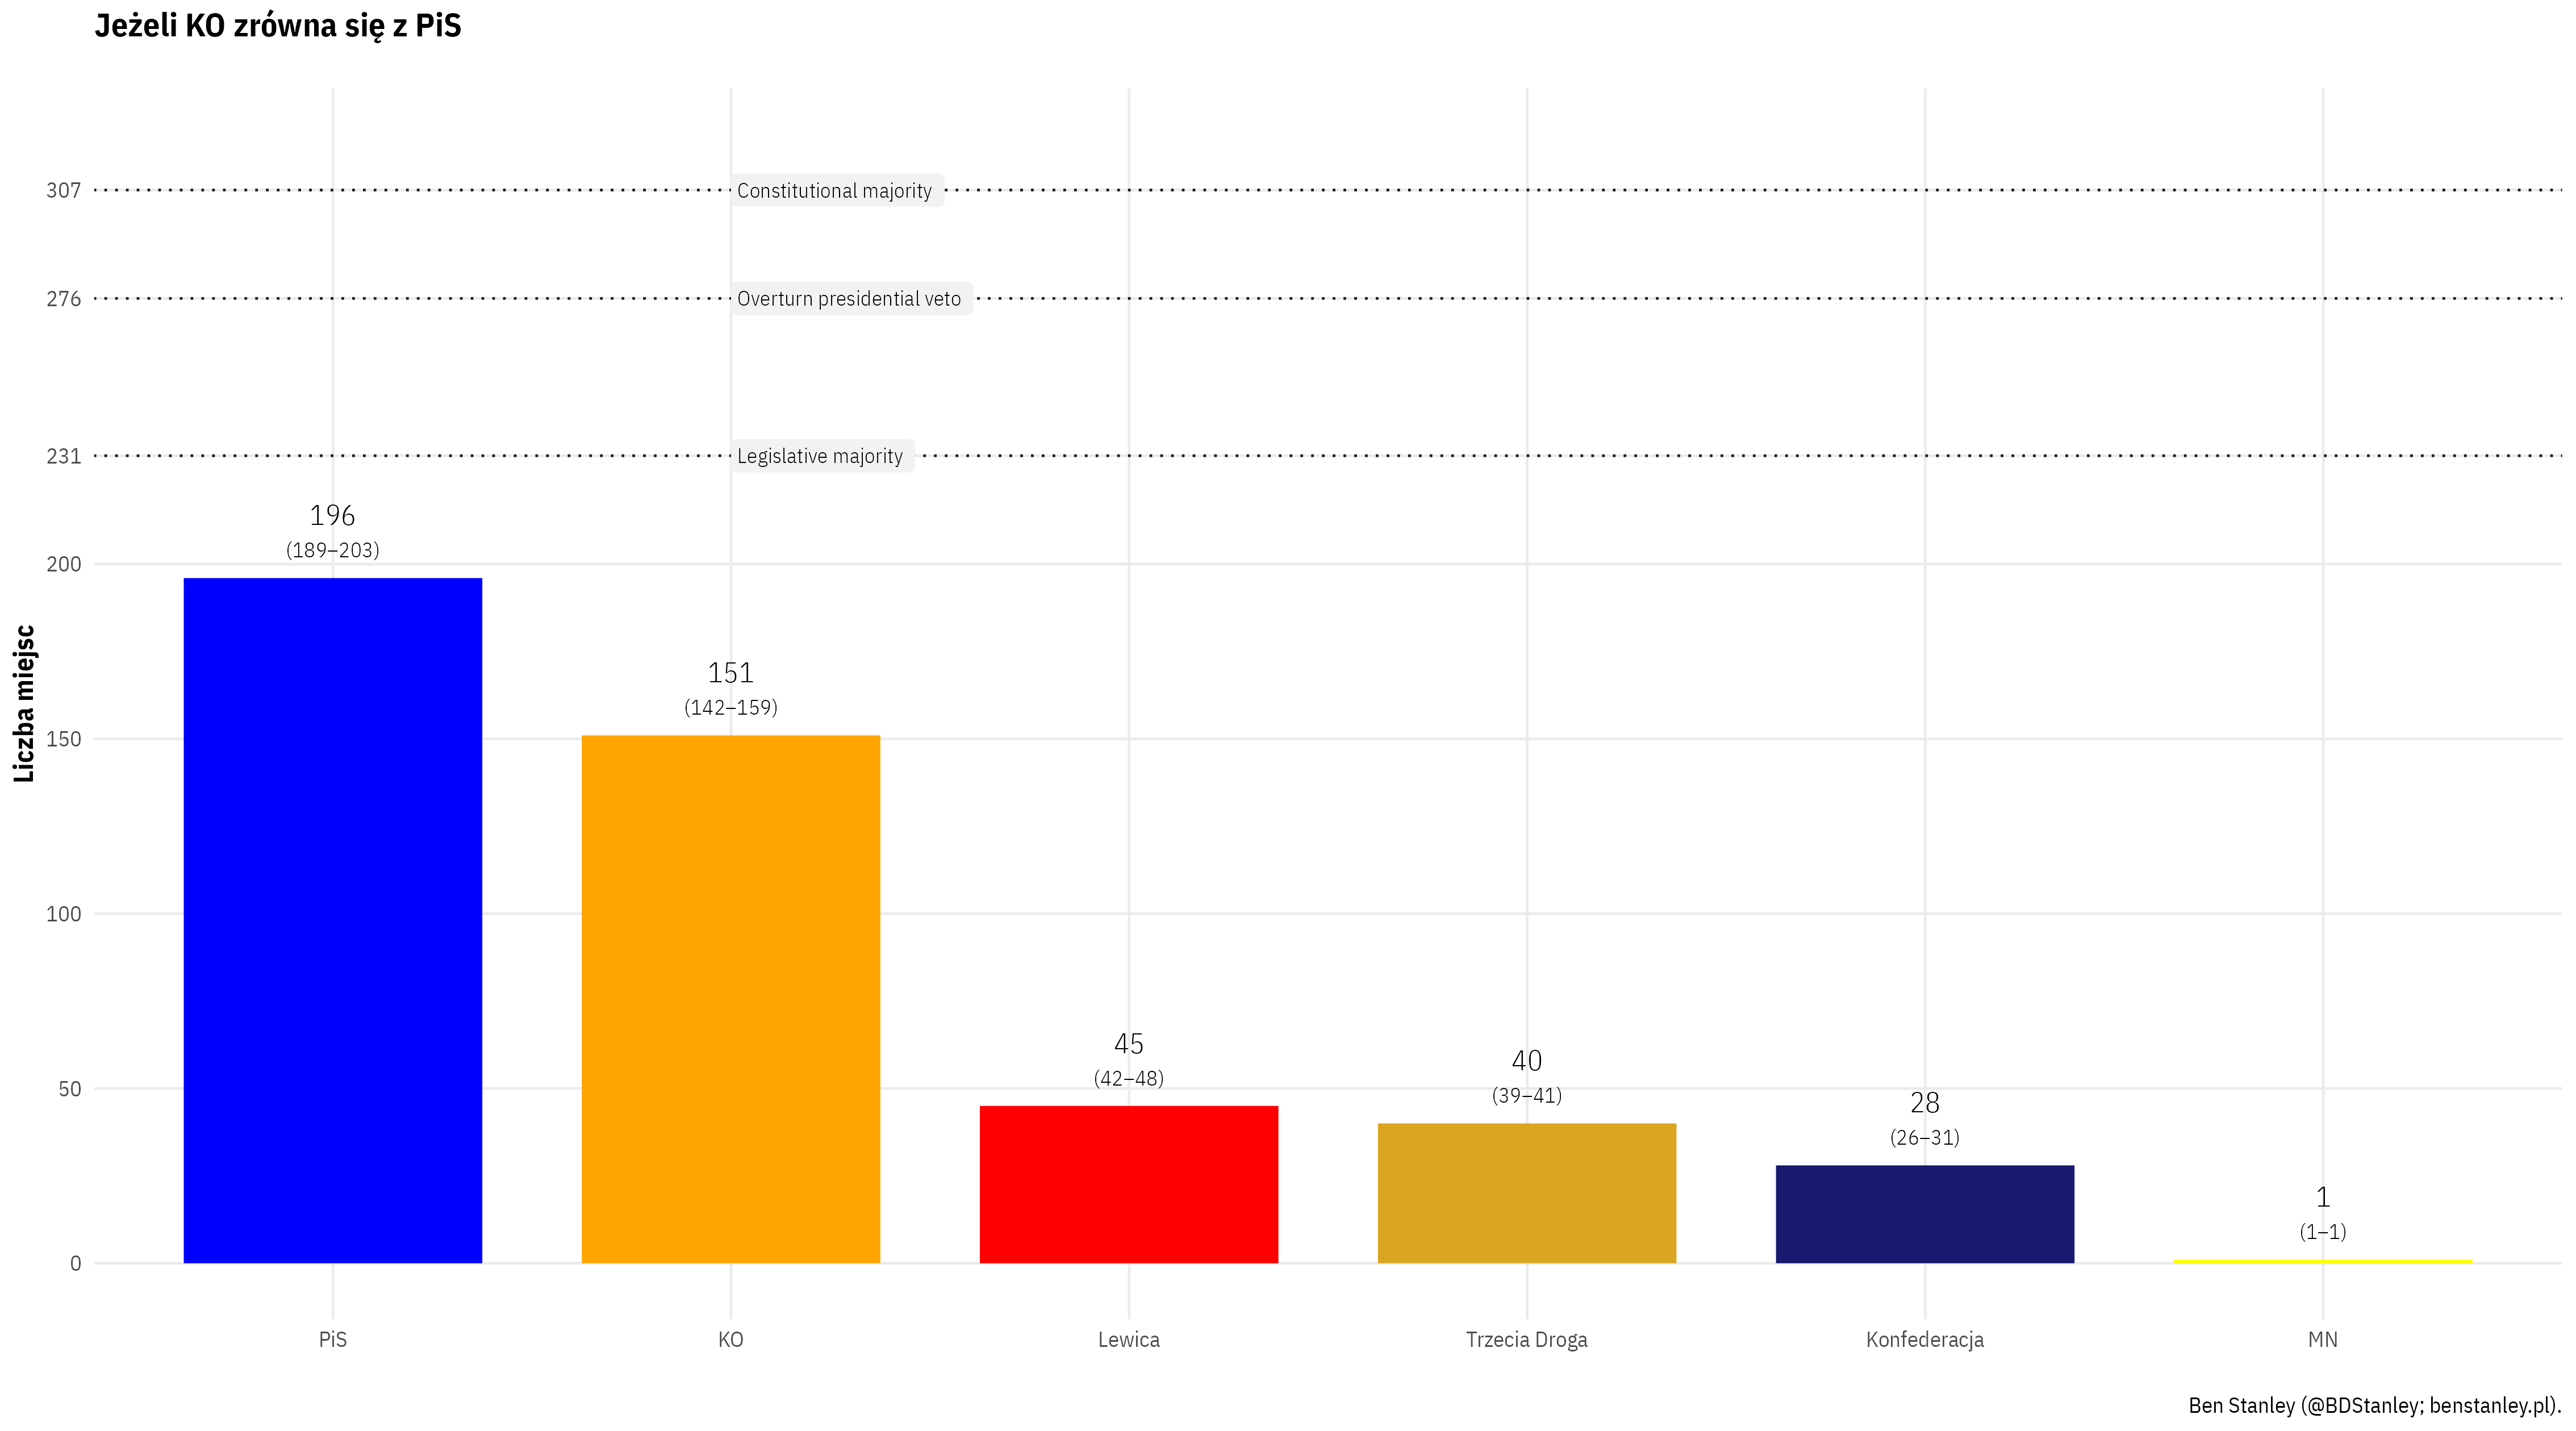 Jeżeli KO zrówna się z PiS
Liczba miejsc
307
Constitutional majority
276
Overturn presidential veto
231
Legislative majority
200
150
100
50
0
196
(189–203)
151
(142–159)
45
(42–48)
40
(39–41)
28
(26–31)
1
(1–1)
PiS
KO
Lewica
Trzecia Droga
Konfederacja
MN
Ben Stanley (@BDStanley; benstanley.pl).